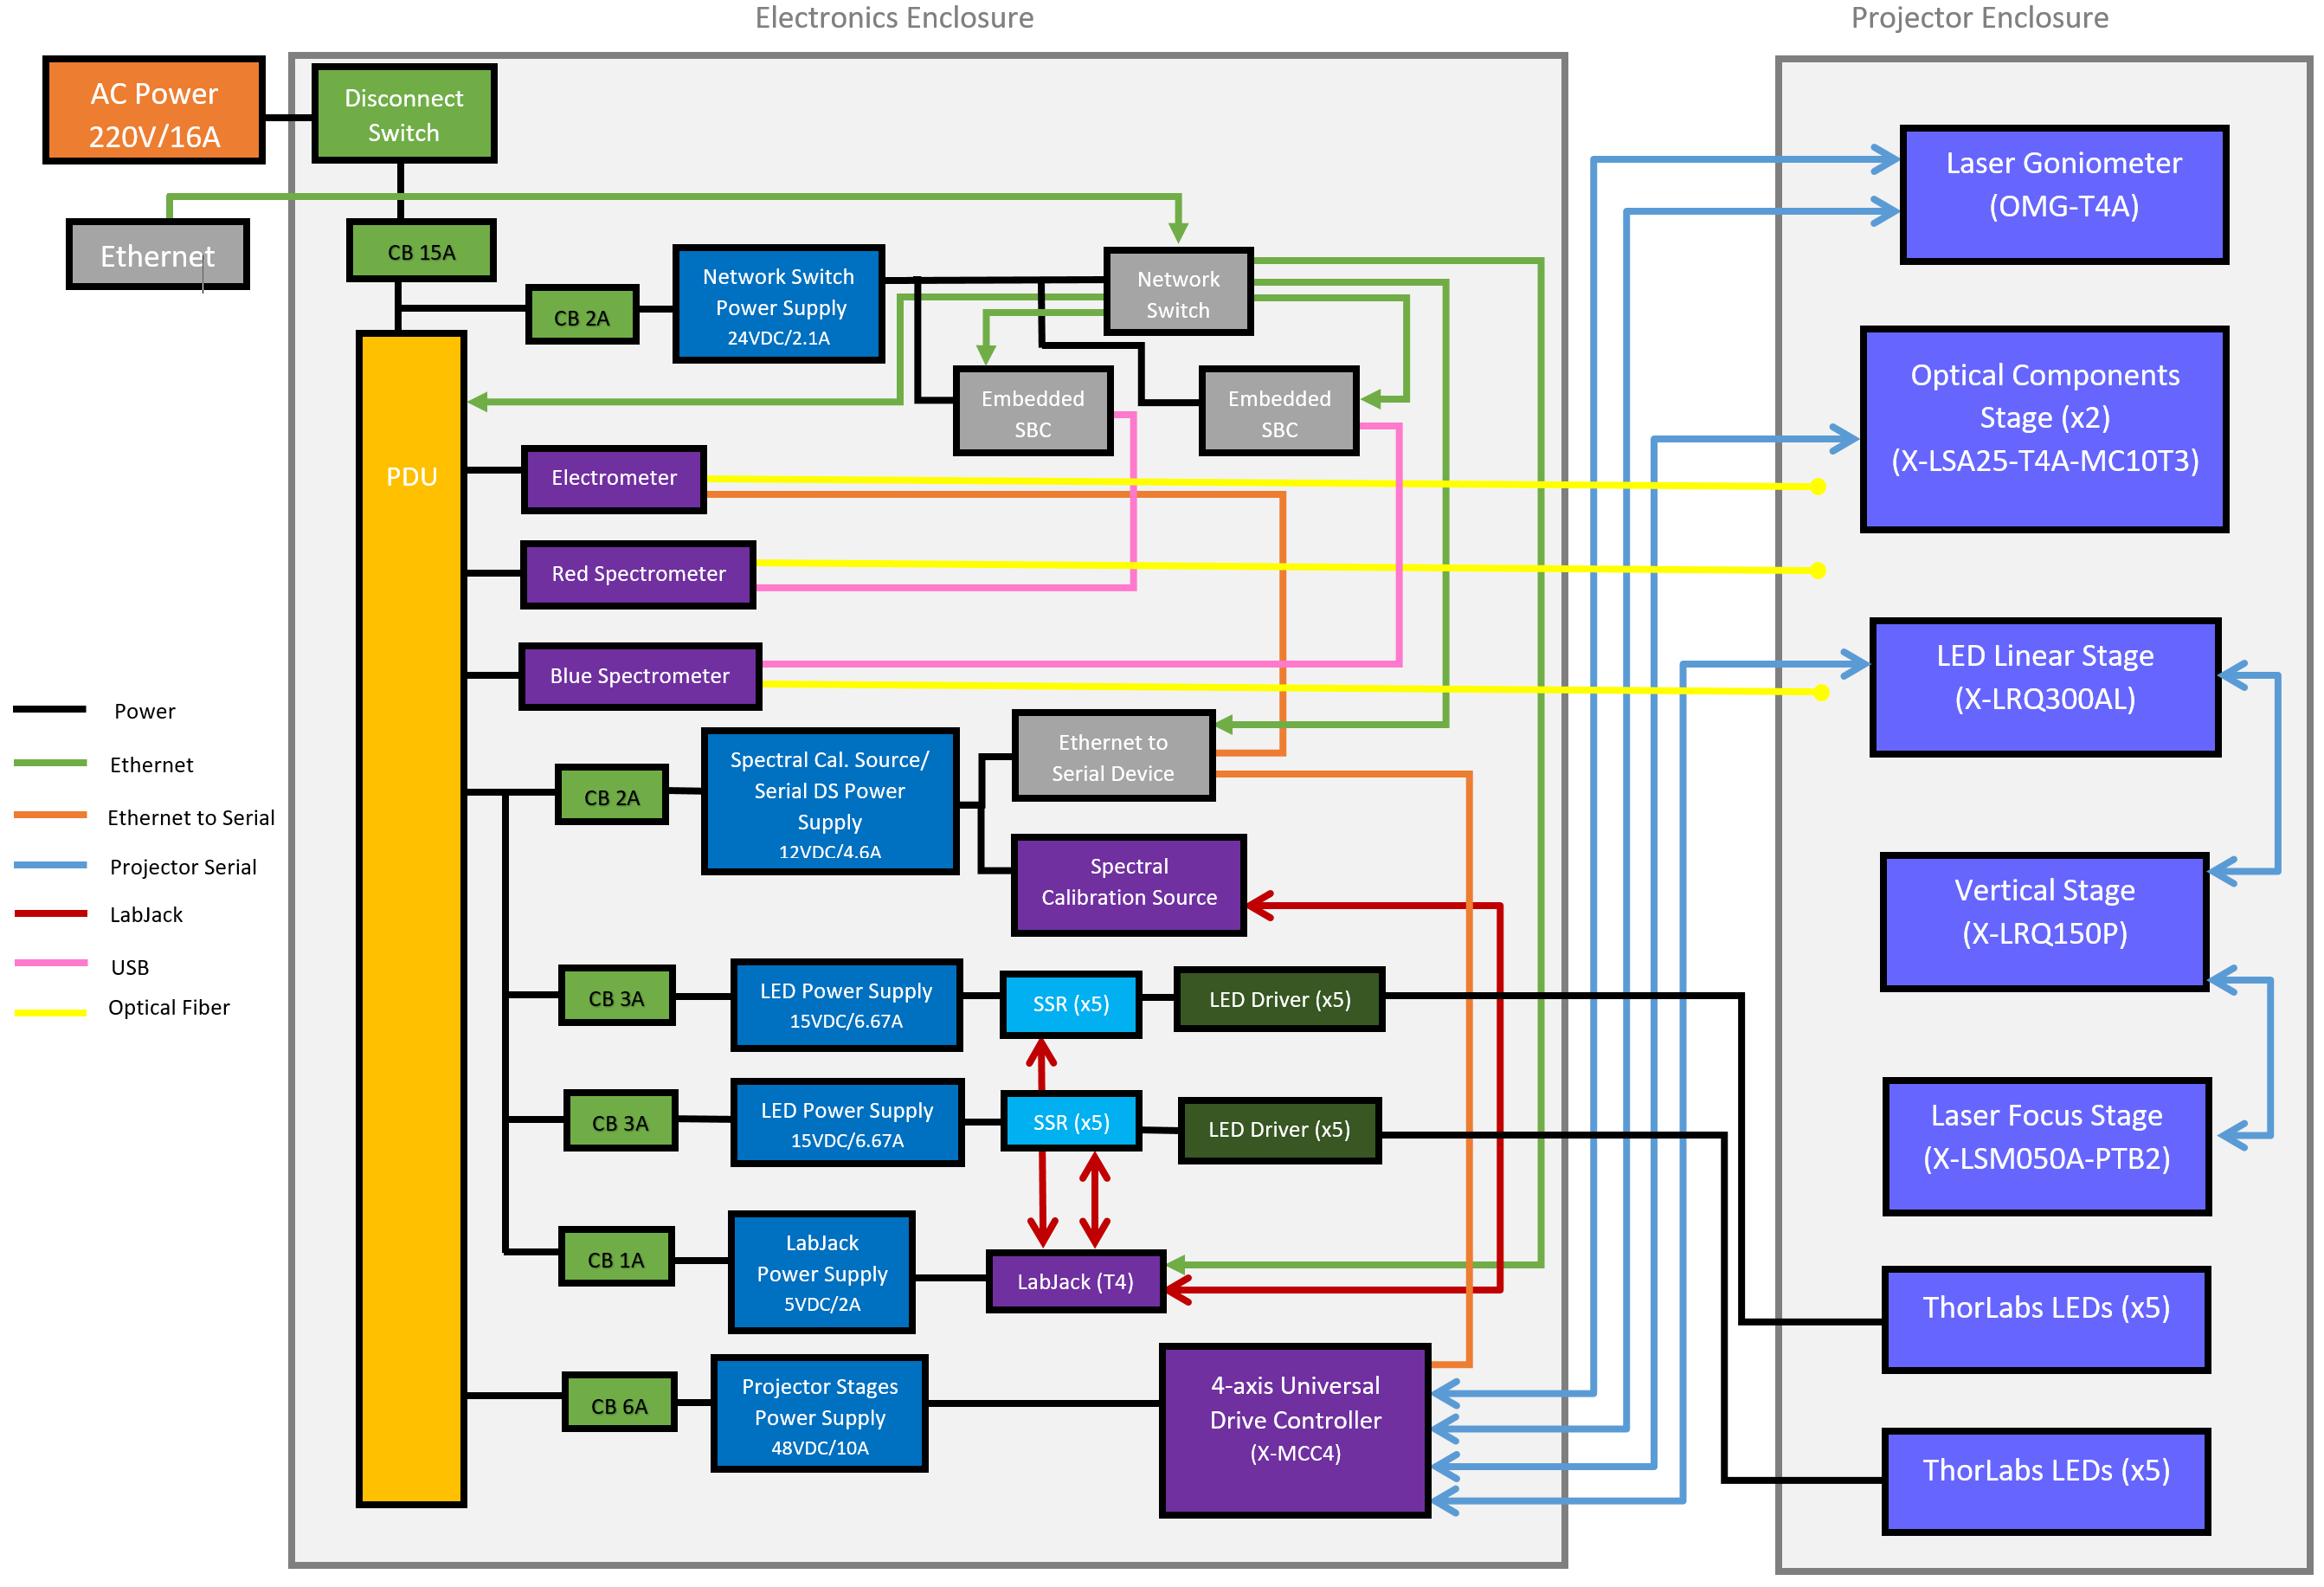 Electronics Enclosure
Projector Enclosure
AC Power
220V/16A
Disconnect
Switch
Ethernet
CB 15A
CB 2A
Network Switch
Power Supply
24VDC/2.1A
Network
Switch
Embedded
SBC
Embedded
SBC
PDU
Electrometer
Red Spectrometer
Blue Spectrometer
CB 2A
Spectral Cal. Source/
Serial DS Power
Supply
12VDC/4.6A
Ethernet to
Serial Device
Spectral
Calibration Source
CB 3A
LED Power Supply
15VDC/6.67A
SSR (x5)
LED Driver (x5)
CB 3A
LED Power Supply
15VDC/6.67A
SSR (x5)
LED Driver (x5)
CB 1A
LabJack
Power Supply
5VDC/2A
LabJack (T4)
CB 6A
Projector Stages
Power Supply
48VDC/10A
4-axis Universal
Drive Controller
(X-MCC4)
Laser Goniometer
(OMG-T4A)
Optical Components
Stage (x2)
(X-LSA25-T4A-MC10T3)
LED Linear Stage
(X-LRQ300AL)
Vertical Stage
(X-LRQ150P)
Laser Focus Stage
(X-LSM050A-PTB2)
ThorLabs LEDs (x5)
ThorLabs LEDs (x5)
Power
Ethernet
Ethernet to Serial
Projector Serial
LabJack
USB
Optical Fiber